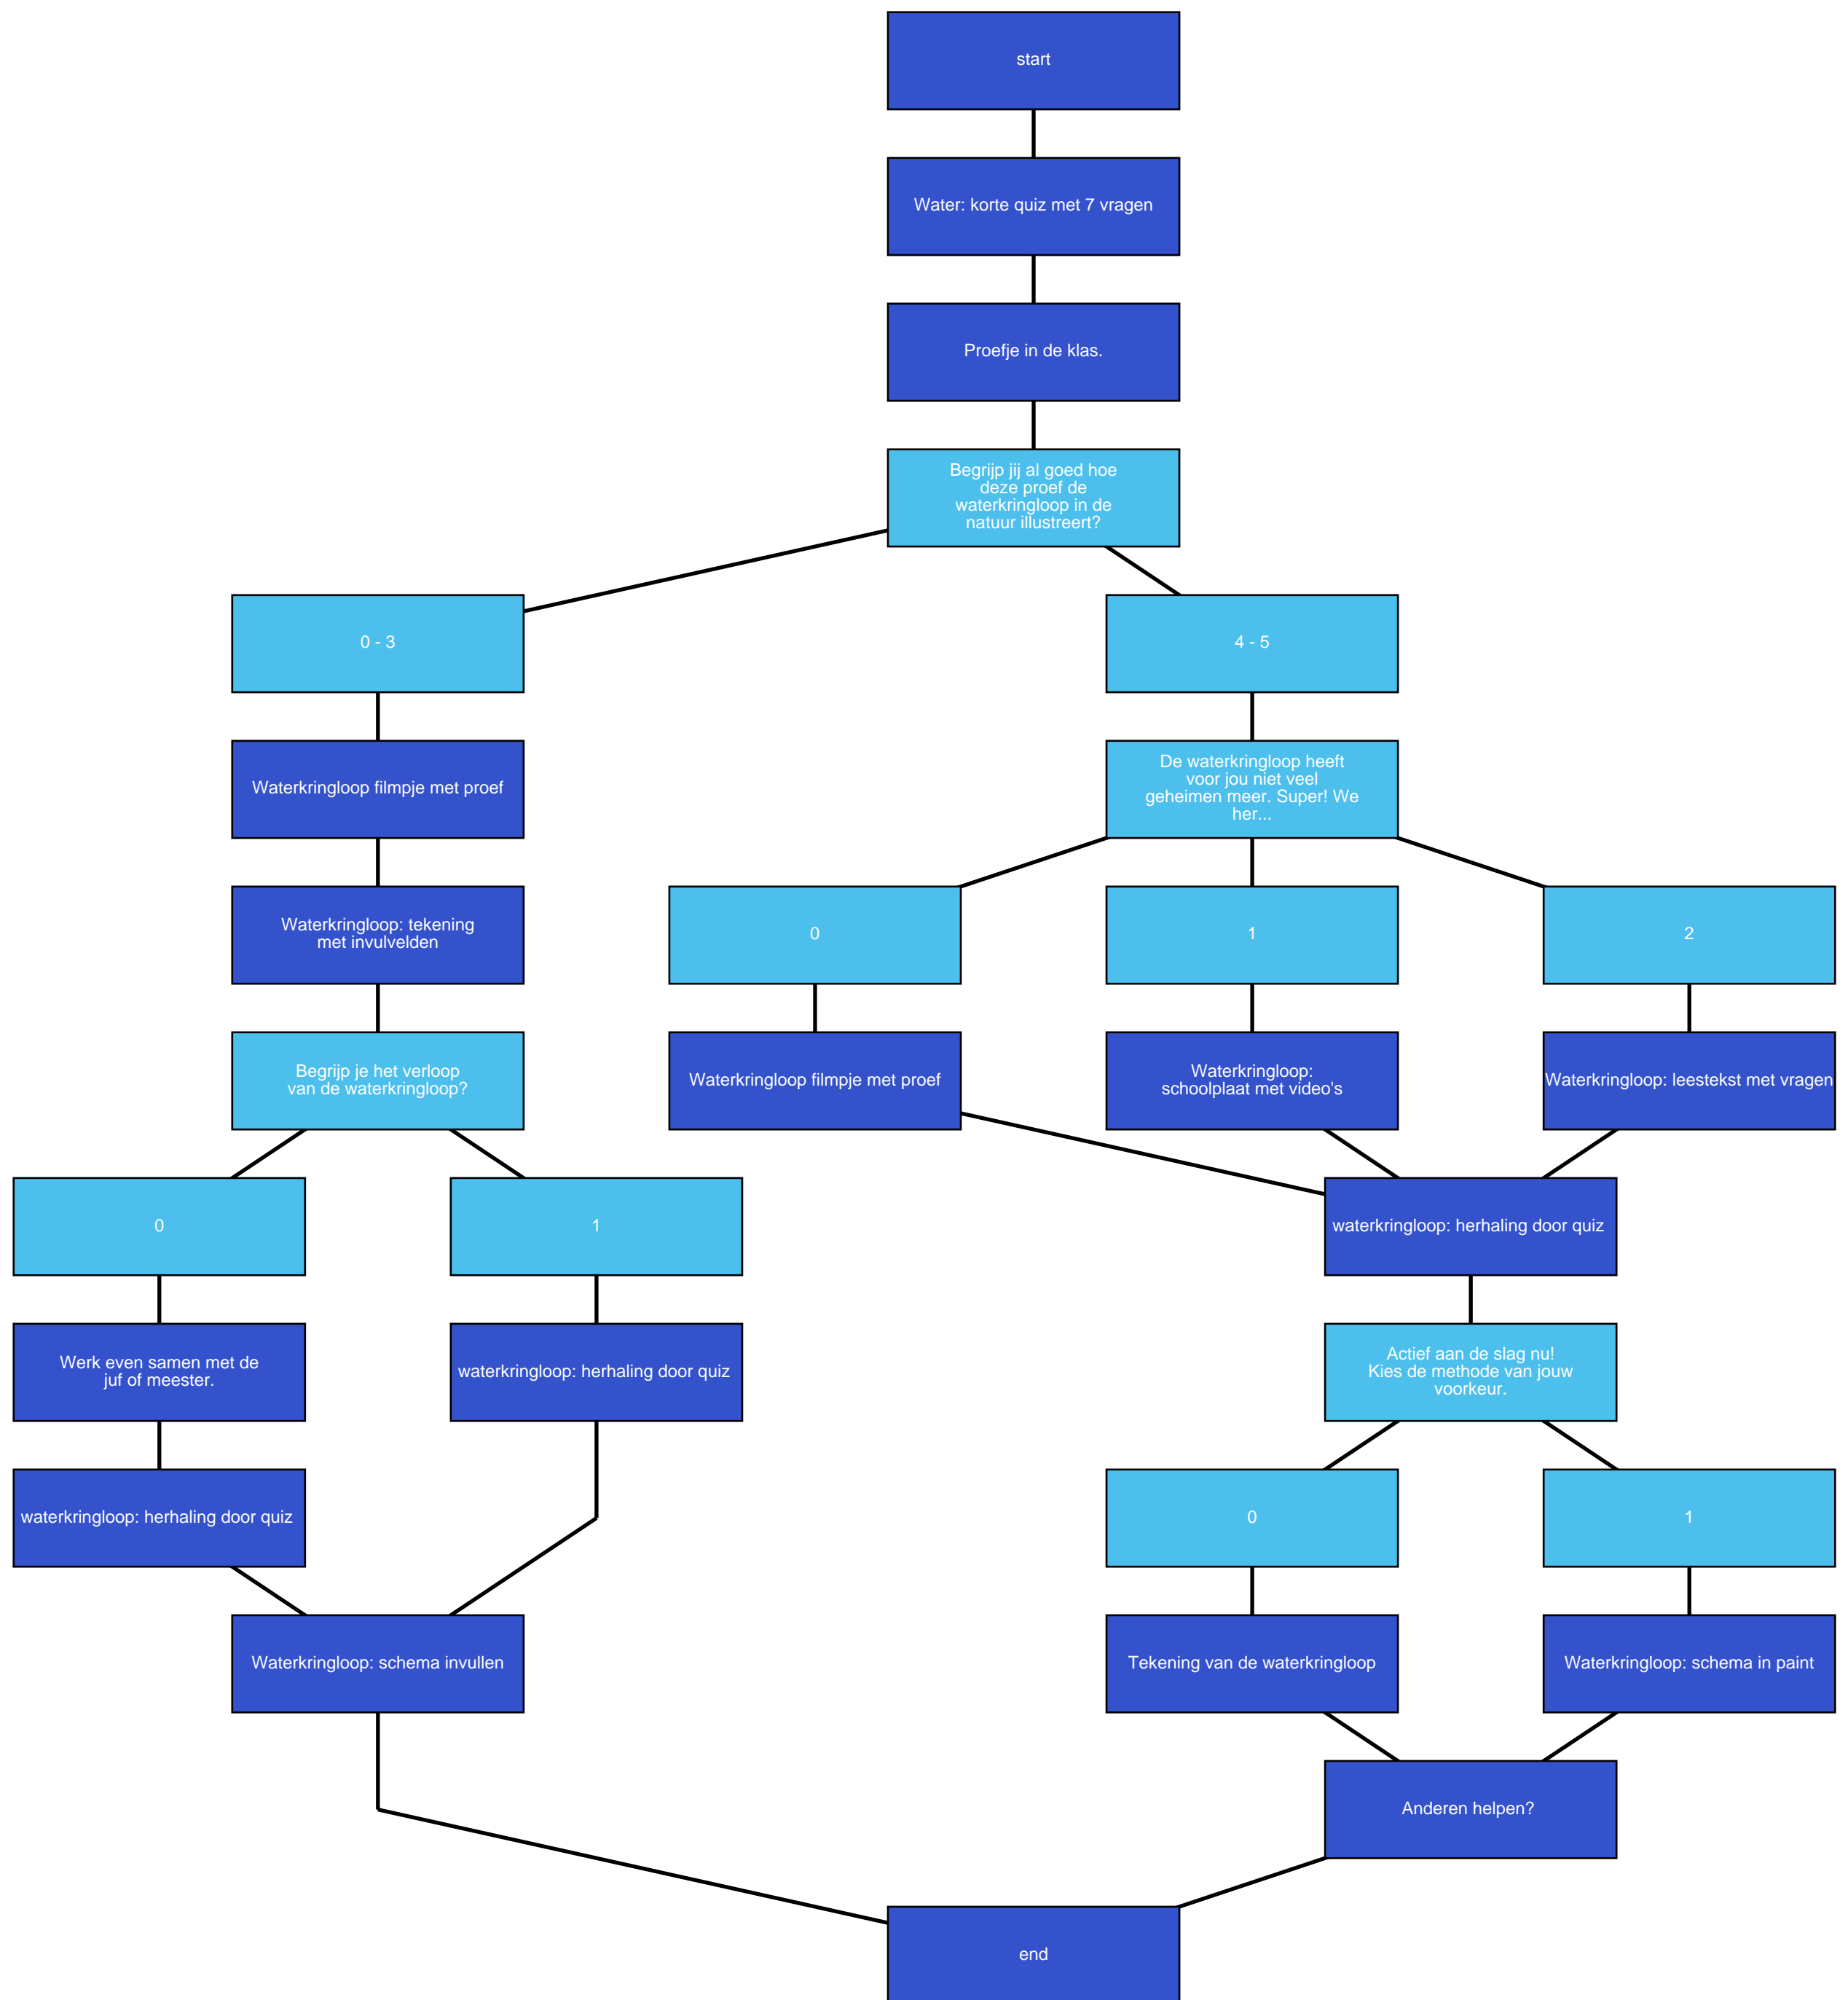 start
Water: korte quiz met 7 vragen
Proefje in de klas.
Begrijp jij al goed hoe
deze proef de
waterkringloop in de
natuur illustreert?
0 - 3
4 - 5
Waterkringloop filmpje met proef
De waterkringloop heeft
voor jou niet veel
geheimen meer. Super! We
her...
Waterkringloop: tekening
met invulvelden
0
1
2
Begrijp je het verloop
van de waterkringloop?
Waterkringloop filmpje met proef
Waterkringloop:
schoolplaat met video's
Waterkringloop: leestekst met vragen
0
1
waterkringloop: herhaling door quiz
Werk even samen met de
juf of meester.
waterkringloop: herhaling door quiz
Actief aan de slag nu!
Kies de methode van jouw
voorkeur.
waterkringloop: herhaling door quiz
0
1
Waterkringloop: schema invullen
Tekening van de waterkringloop
Waterkringloop: schema in paint
Anderen helpen?
end